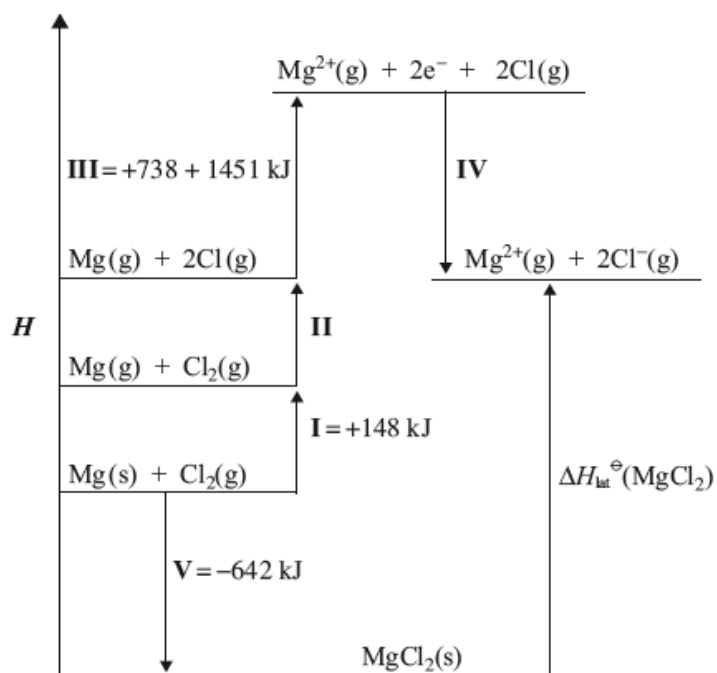 Mg²⁺(g) + 2e⁻ + 2Cl(g)
III = +738 + 1451 kJ
IV
Mg(g) + 2Cl(g)
Mg²⁺(g) + 2Cl⁻(g)
H
II
Mg(g) + Cl₂(g)
I = +148 kJ
Mg(s) + Cl₂(g)
ΔH_lat^⊖(MgCl₂)
V = −642 kJ
MgCl₂(s)